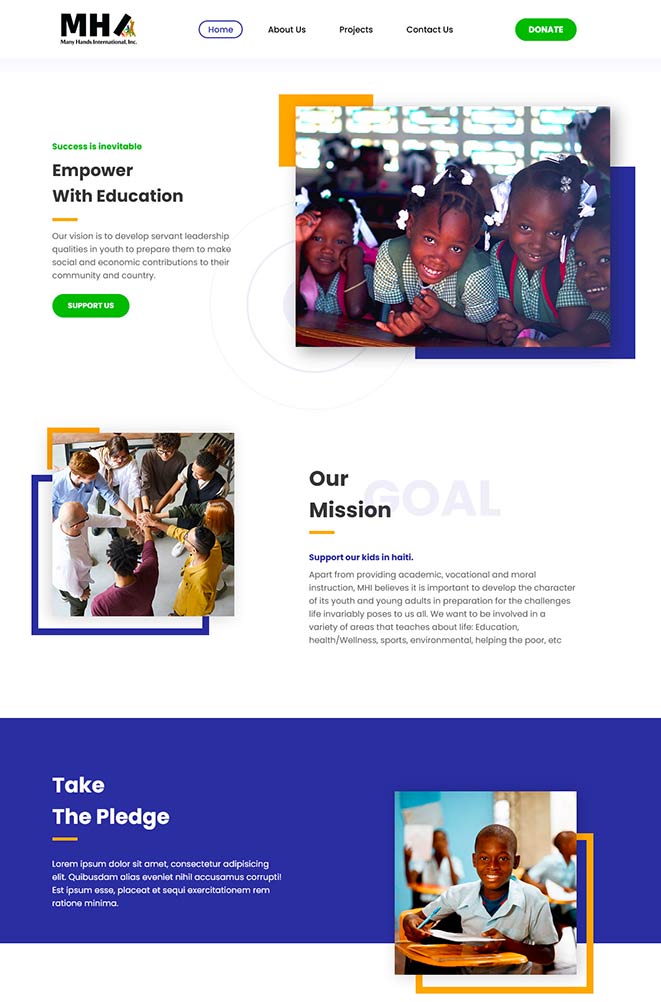 MHI
Many Hands International, Inc.
Home
About Us
Projects
Contact Us
DONATE
Success is inevitable
Empower
With Education
Our vision is to develop servant leadership
qualities in youth to prepare them to make
social and economic contributions to their
community and country.
SUPPORT US
GOAL
Our
Mission
Support our kids in haiti.
Apart from providing academic, vocational and moral
instruction, MHI believes it is important to develop the character
of its youth and young adults in preparation for the challenges
life invariably poses to us all. We want to be involved in a
variety of areas that teaches about life: Education,
health/Wellness, sports, environmental, helping the poor, etc
Take
The Pledge
Lorem ipsum dolor sit amet, consectetur adipisicing
elit. Quibusdam alias eveniet nihil accusamus corrupti!
Est ipsum esse, placeat et sequi exercitationem rem
ratione minima.